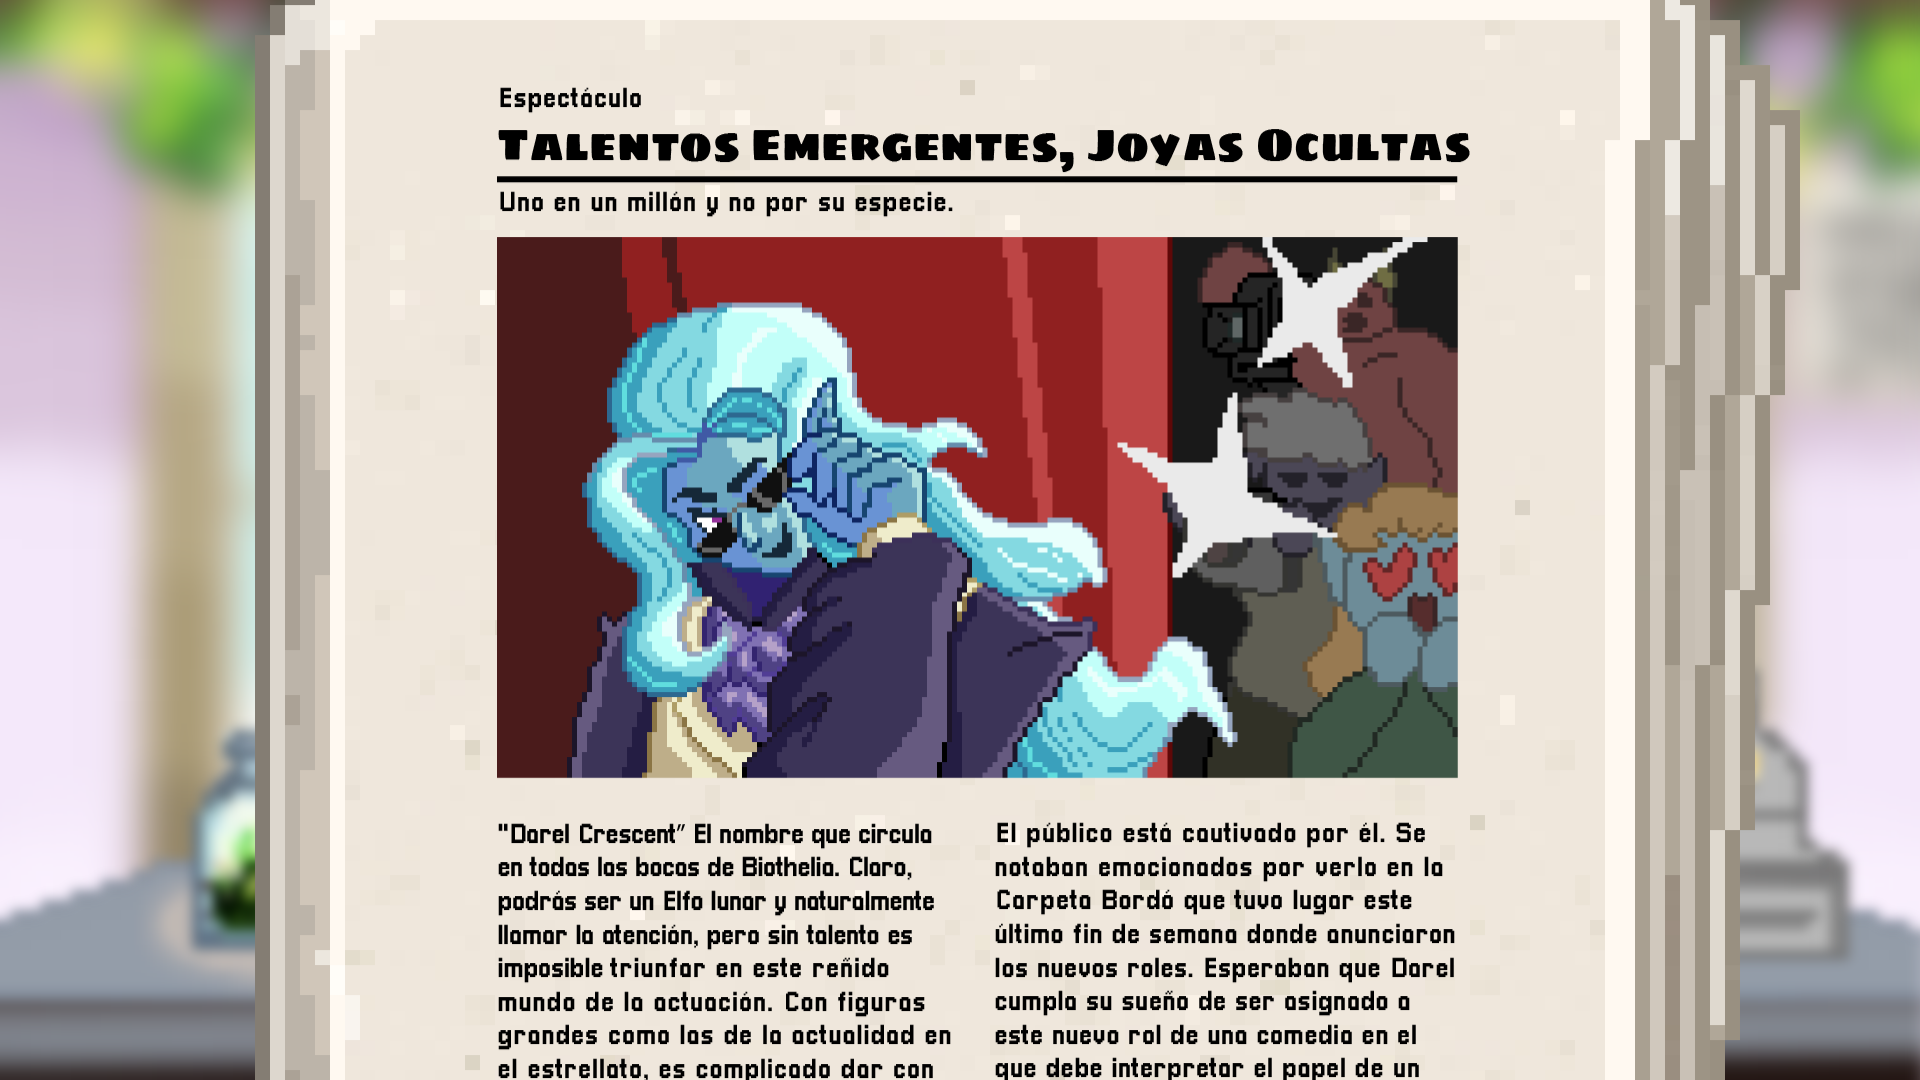 Espectáculo
Talentos Emergentes, Joyas Ocultas
Uno en un millón y no por su especie.
"Darel Crescent" El nombre que circula
en todas las bocas de Biothelia. Claro,
podrás ser un Elfo lunar y naturalmente
llamar la atención, pero sin talento es
imposible triunfar en este reñido
mundo de la actuación. Con figuras
grandes como las de la actualidad en
el estrellato, es complicado dar con
El público está cautivado por él. Se
notaban emocionados por verlo en la
Carpeta Bordó que tuvo lugar este
último fin de semana donde anunciaron
los nuevos roles. Esperaban que Darel
cumpla su sueño de ser asignado a
este nuevo rol de una comedia en el
que debe interpretar el papel de un